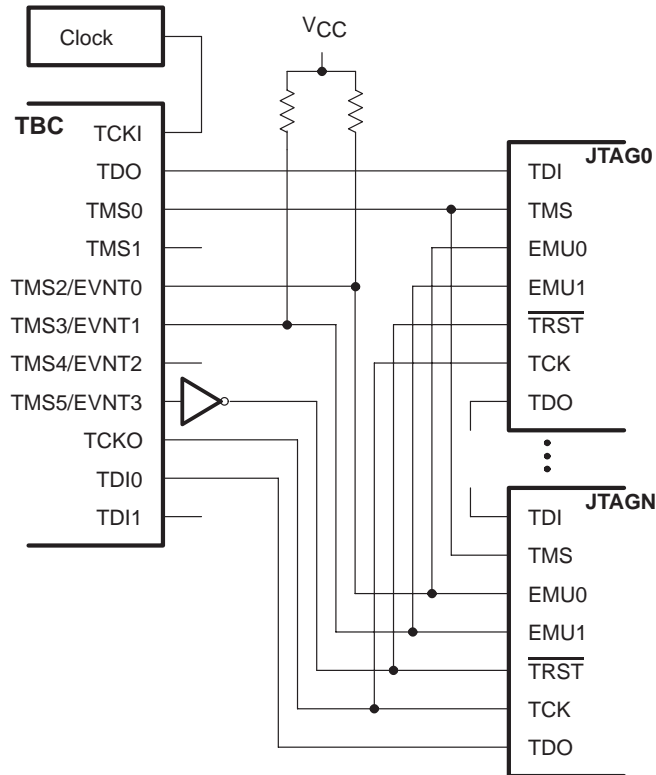 Clock
VCC
TBC
TCKI
TDO
TMS0
TMS1
TMS2/EVNT0
TMS3/EVNT1
TMS4/EVNT2
TMS5/EVNT3
TCKO
TDI0
TDI1
JTAG0
TDI
TMS
EMU0
EMU1
TRST
TCK
TDO
JTAGN
TDI
TMS
EMU0
EMU1
TRST
TCK
TDO